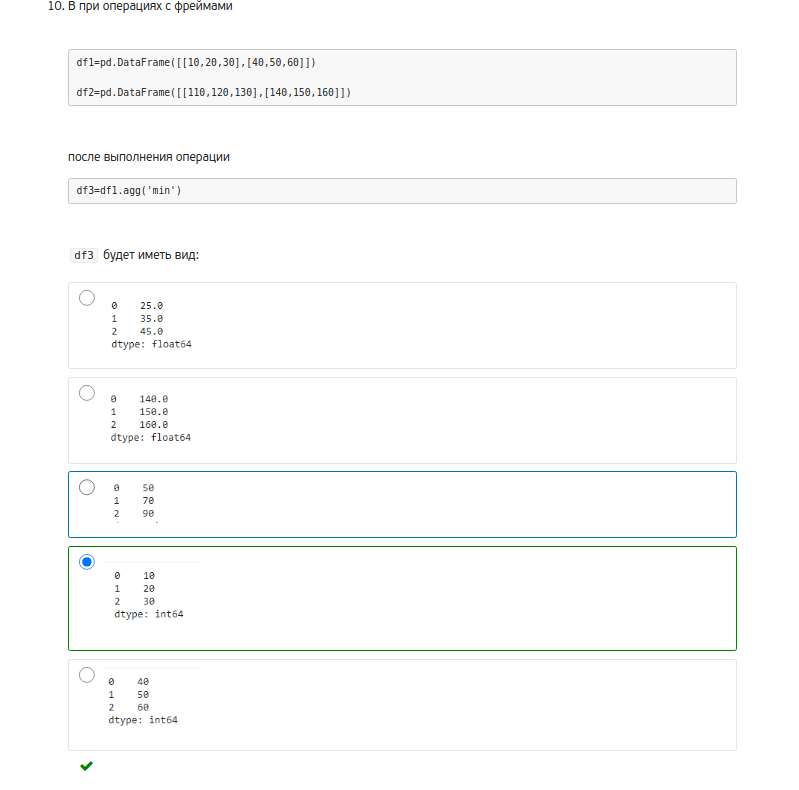 10. В при операциях с фреймами
df1=pd.DataFrame([[10,20,30],[40,50,60]])
df2=pd.DataFrame([[110,120,130],[140,150,160]])
после выполнения операции
df3=df1.agg('min')
df3 будет иметь вид:
0 25.0
1 35.0
2 45.0
dtype: float64
0 140.0
1 150.0
2 160.0
dtype: float64
0 50
1 70
2 90
0 10
1 20
2 30
dtype: int64
0 40
1 50
2 60
dtype: int64